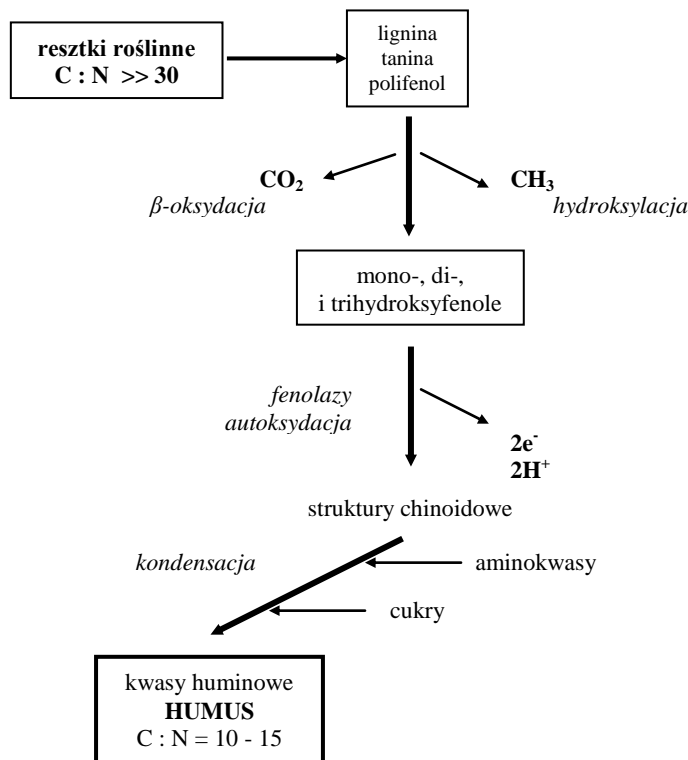 resztki roślinne
C : N >> 30
lignina
tanina
polifenol
CO₂
β-oksydacja
CH₃
hydroksylacja
mono-, di-,
i trihydroksyfenole
fenolazy
autoksydacja
2e⁻
2H⁺
struktury chinoidowe
kondensacja
aminokwasy
cukry
kwasy huminowe
HUMUS
C : N = 10 - 15